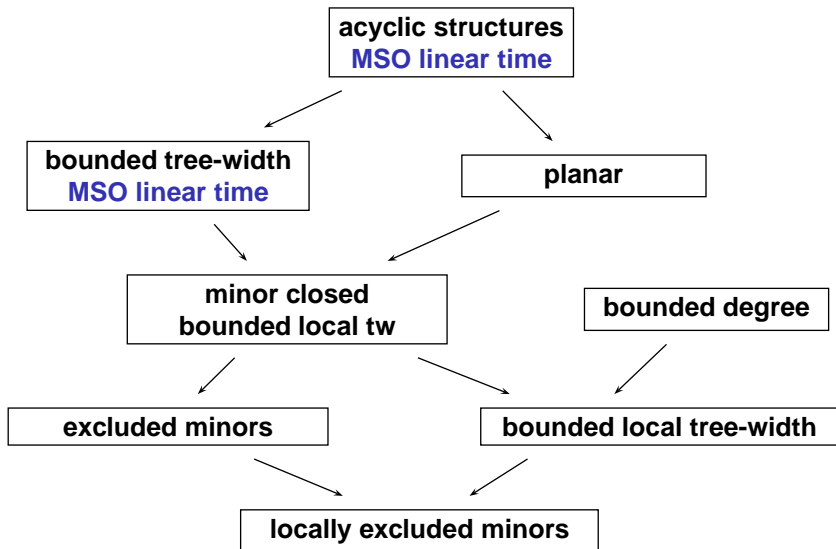 acyclic structures
MSO linear time
bounded tree-width
MSO linear time
planar
minor closed
bounded local tw
bounded degree
excluded minors
bounded local tree-width
locally excluded minors